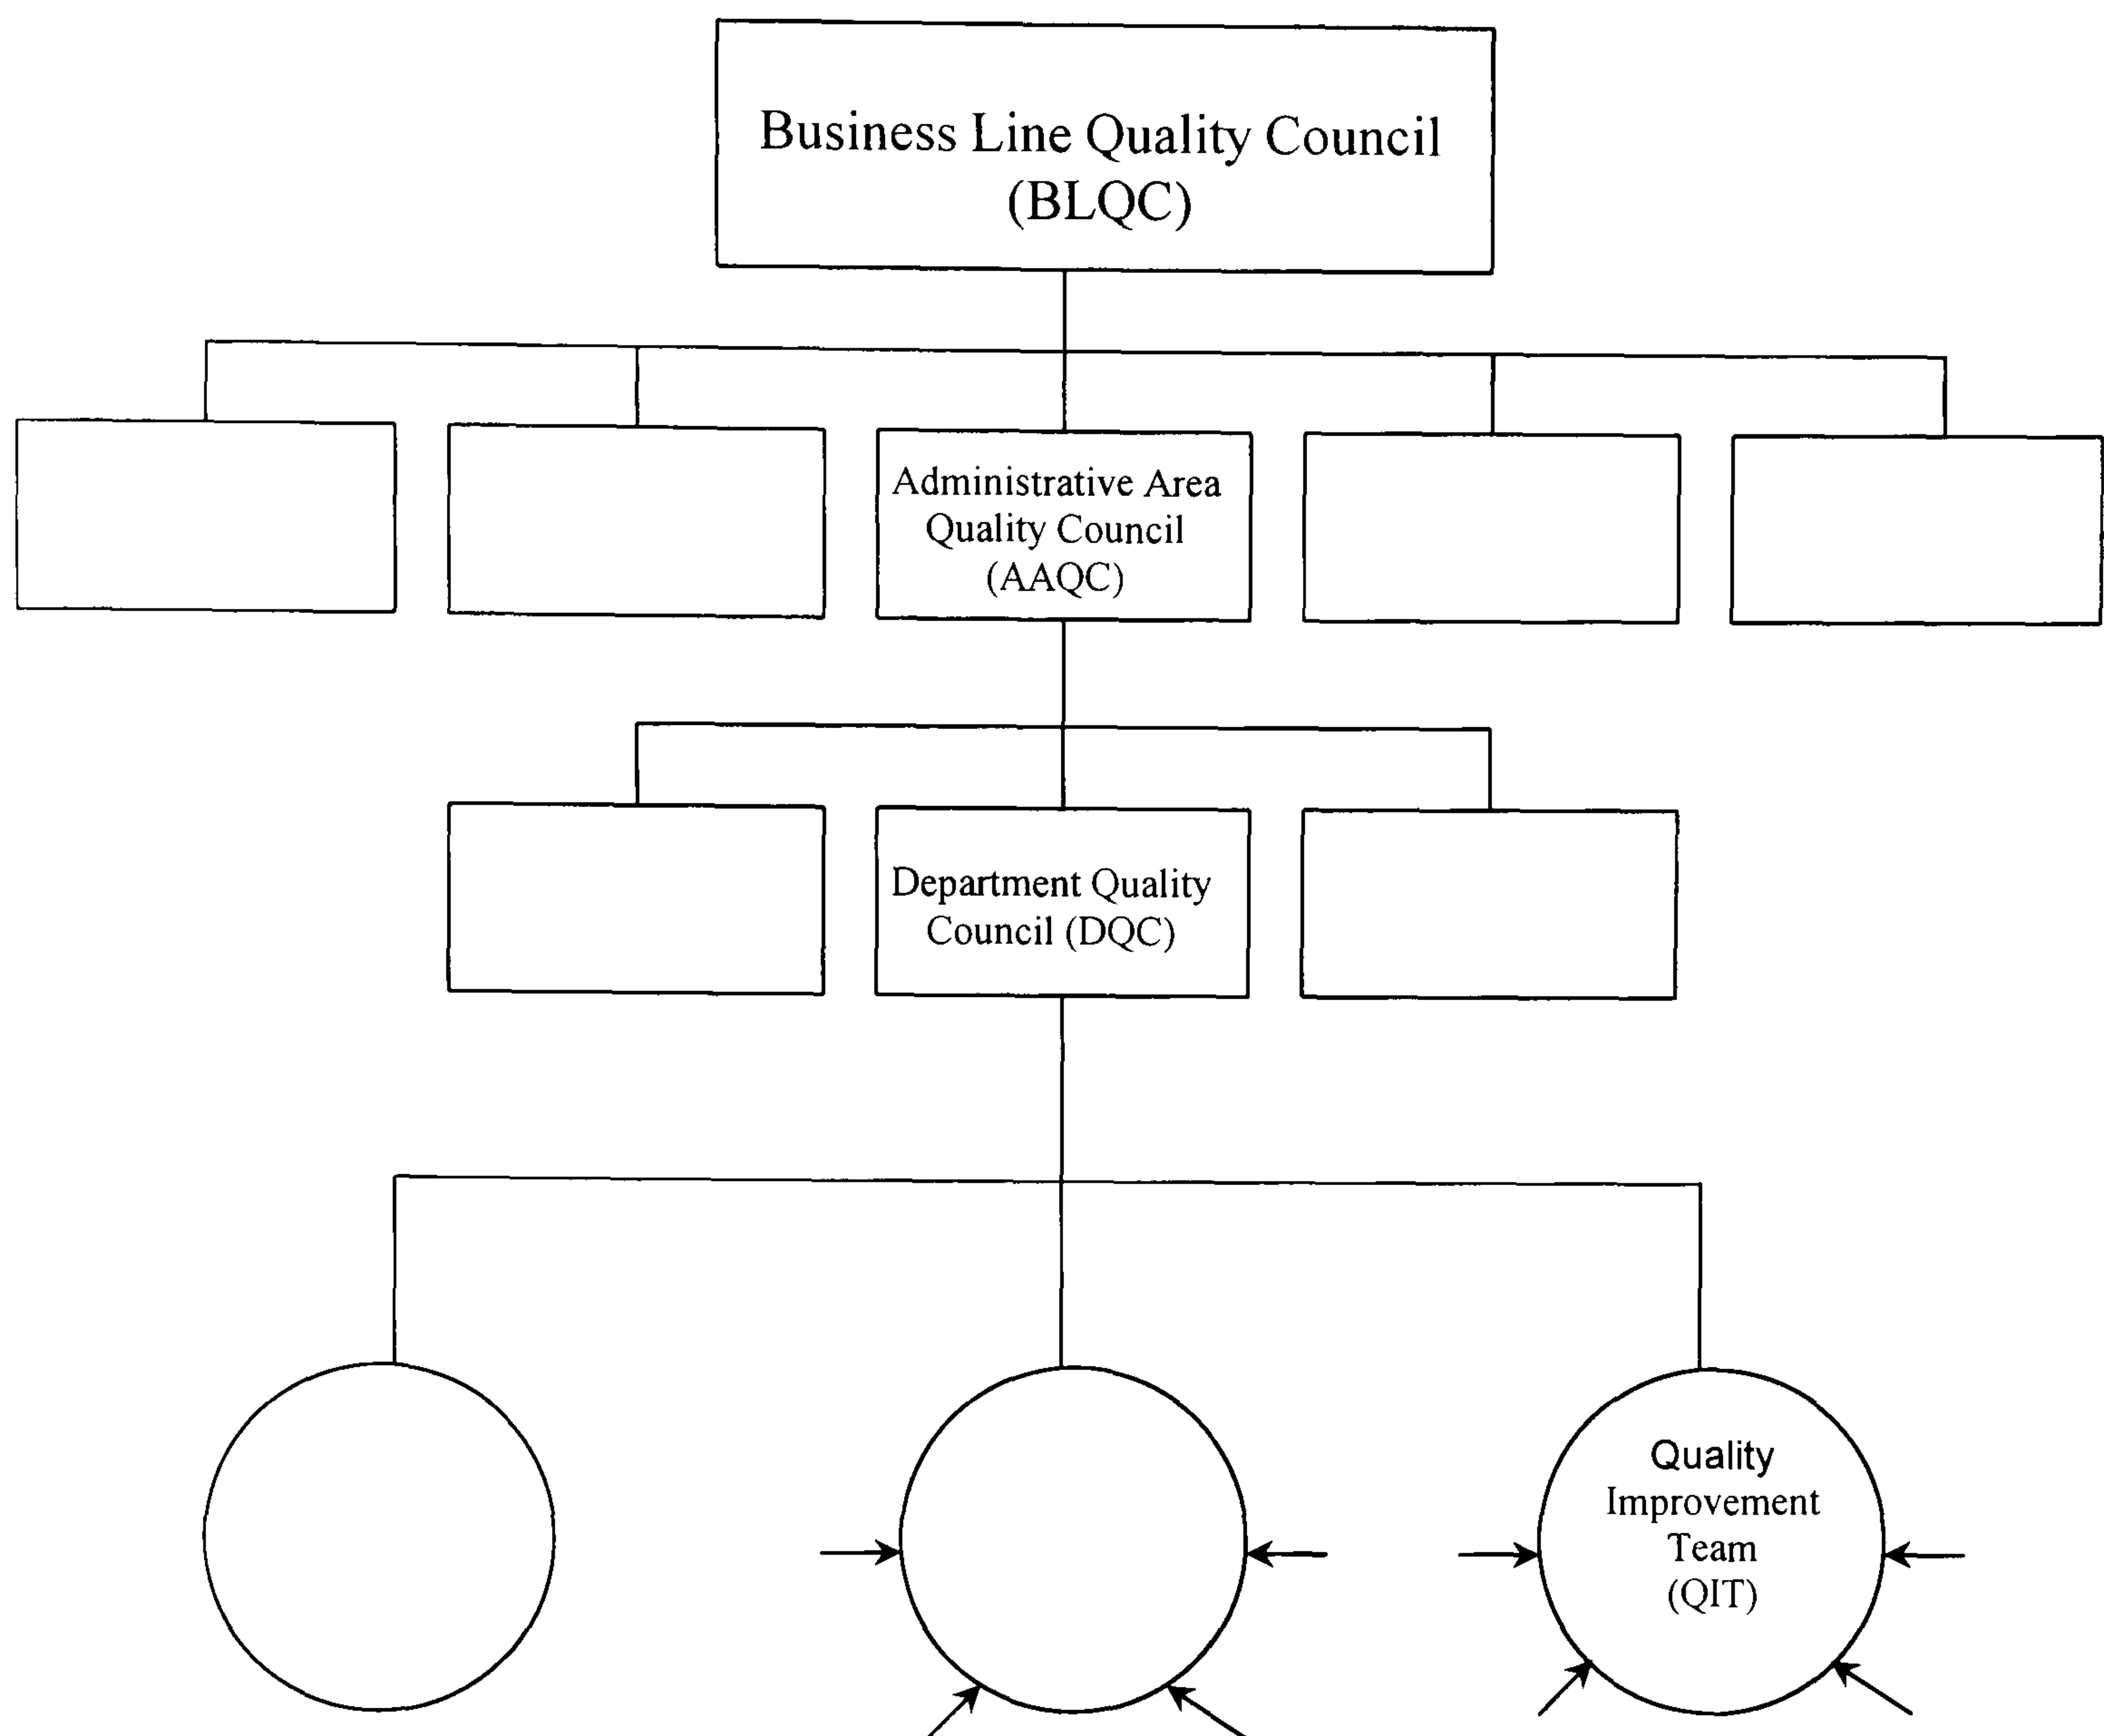 Business Line Quality Council
(BLQC)
Administrative Area
Quality Council
(AAQC)
Department Quality
Council (DQC)
Quality
Improvement
Team
(QIT)